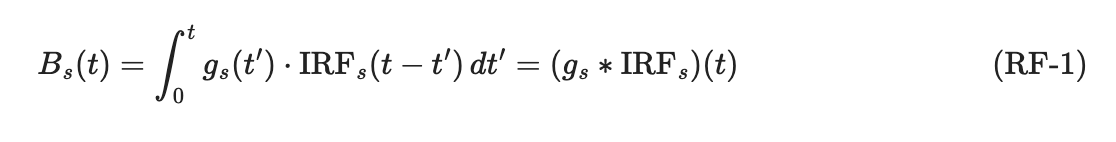 B_s(t) = ∫_0^t g_s(t′) · IRF_s(t − t′) dt′ = (g_s ∗ IRF_s)(t) (RF-1)